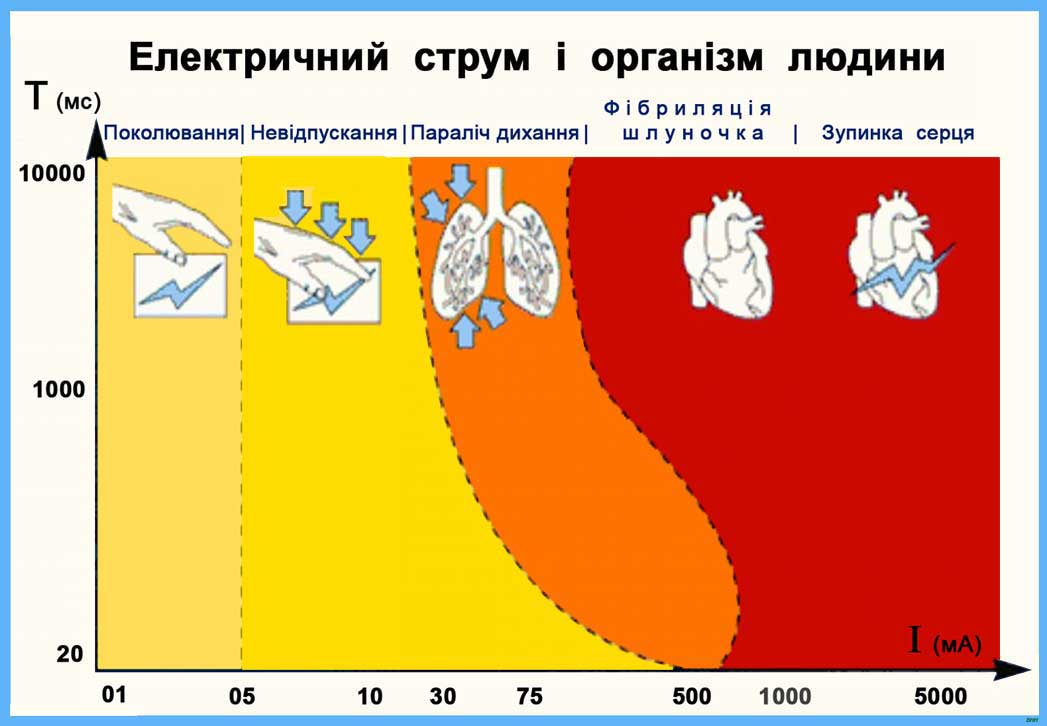 Електричний струм і організм людини
T (мс)
Фібриляція
Поколювання| Невідпускання |Параліч дихання| шлуночка | Зупинка серця
10000
1000
20
I (мА)
01 05 10 30 75 500 1000 5000